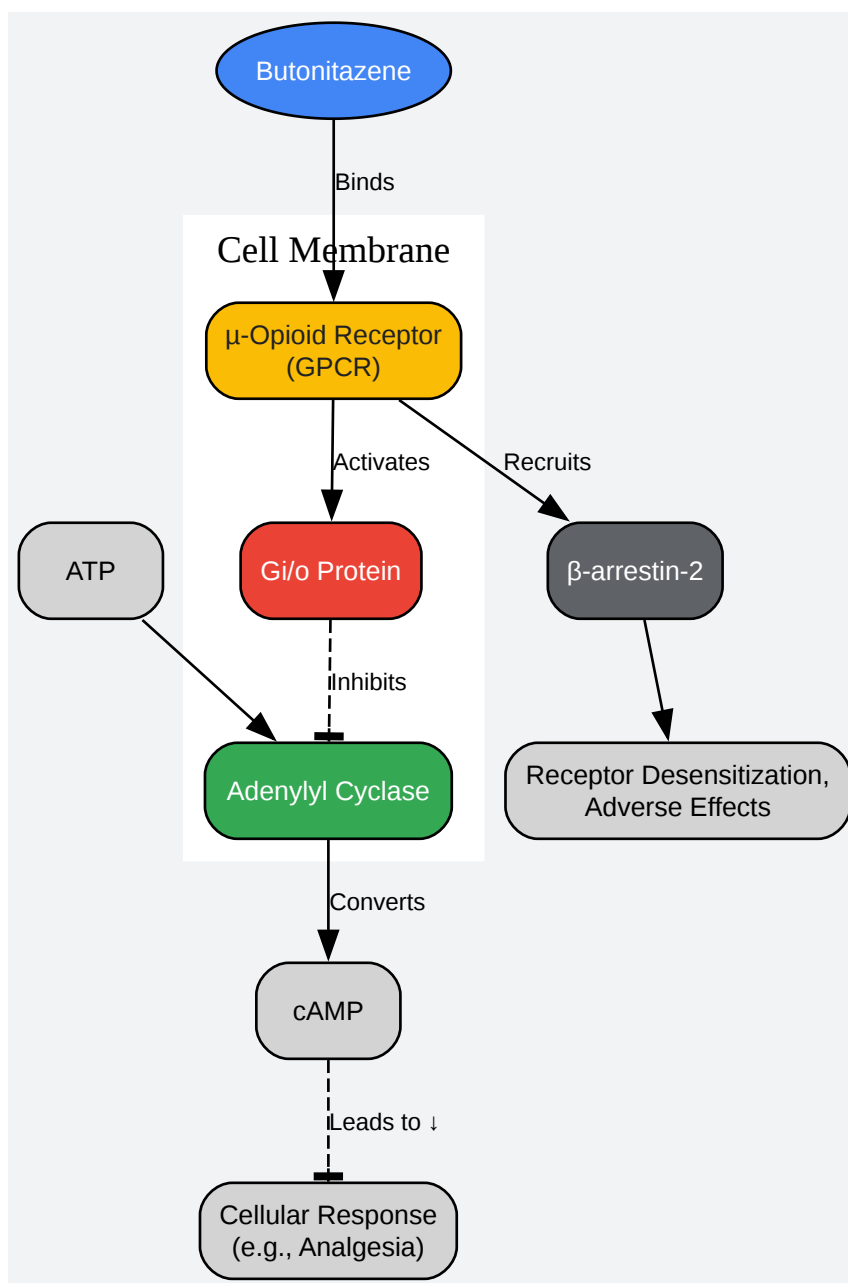 Butonitazene
Binds
Cell Membrane
µ-Opioid Receptor
(GPCR)
Activates
Recruits
ATP
Gi/o Protein
β-arrestin-2
Inhibits
Adenylyl Cyclase
Receptor Desensitization,
Adverse Effects
Converts
cAMP
Leads to ↓
Cellular Response
(e.g., Analgesia)